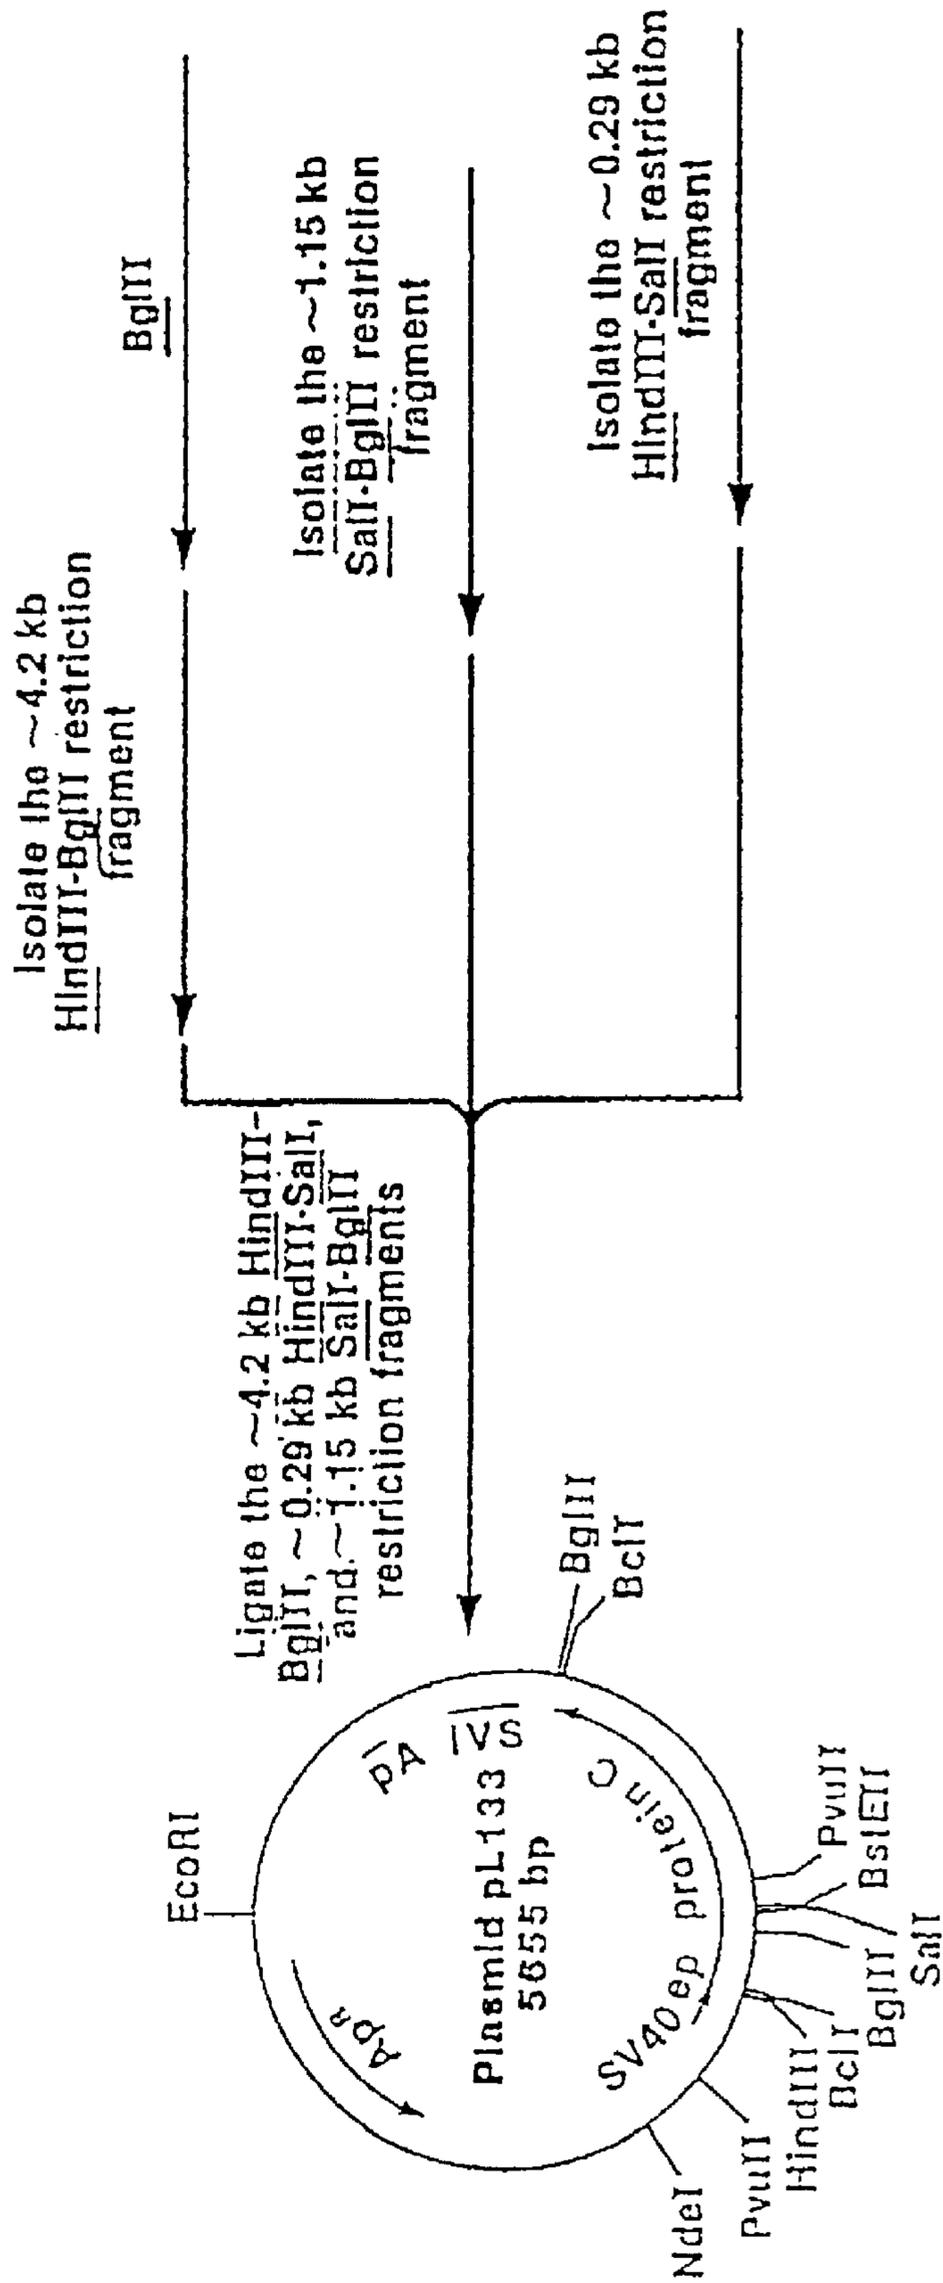 BglII
Isolate the ~4.2 kb
HindIII-BglII restriction
fragment
Isolate the ~1.15 kb
SalI-BglII restriction
fragment
Isolate the ~0.29 kb
HindIII-SalI restriction
fragment
Ligate the ~4.2 kb HindIII-
BglII, ~0.29 kb HindIII-SalI,
and ~1.15 kb SalI-BglII
restriction fragments
EcoRI
ApR
pA
IVS
Plasmid pL133
5655 bp
SV40 ep
protein C
BglII
BclI
PvuII
BstEII
SalI
BglII
BclI
HindIII
PvuII
NdeI